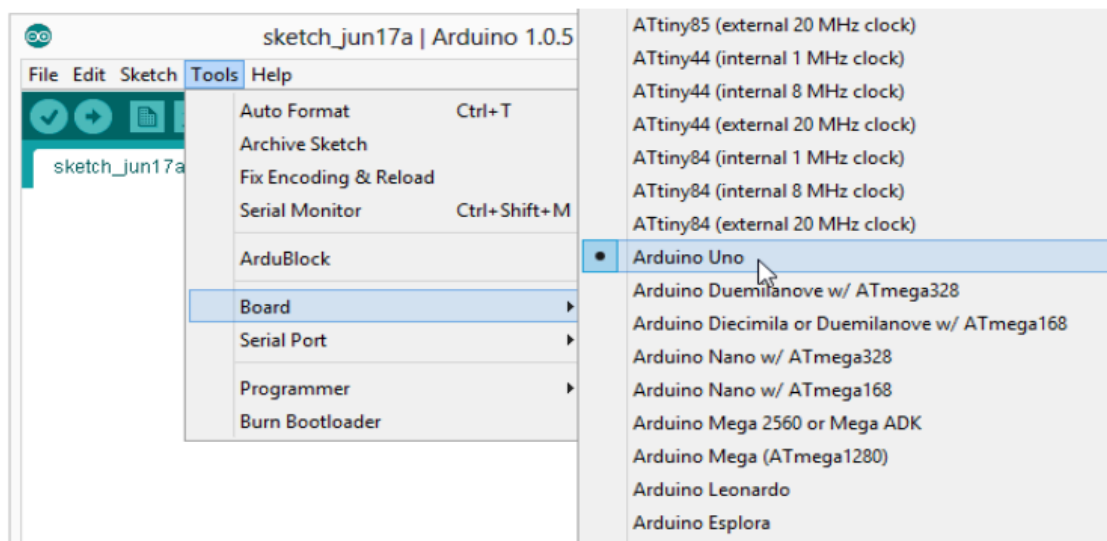 sketch_jun17a | Arduino 1.0.5
File Edit Sketch Tools Help
sketch_jun17a
Auto Format Ctrl+T
Archive Sketch
Fix Encoding & Reload
Serial Monitor Ctrl+Shift+M
ArduBlock
Board
Serial Port
Programmer
Burn Bootloader
ATtiny85 (external 20 MHz clock)
ATtiny44 (internal 1 MHz clock)
ATtiny44 (internal 8 MHz clock)
ATtiny44 (external 20 MHz clock)
ATtiny84 (internal 1 MHz clock)
ATtiny84 (internal 8 MHz clock)
ATtiny84 (external 20 MHz clock)
Arduino Uno
Arduino Duemilanove w/ ATmega328
Arduino Diecimila or Duemilanove w/ ATmega168
Arduino Nano w/ ATmega328
Arduino Nano w/ ATmega168
Arduino Mega 2560 or Mega ADK
Arduino Mega (ATmega1280)
Arduino Leonardo
Arduino Esplora